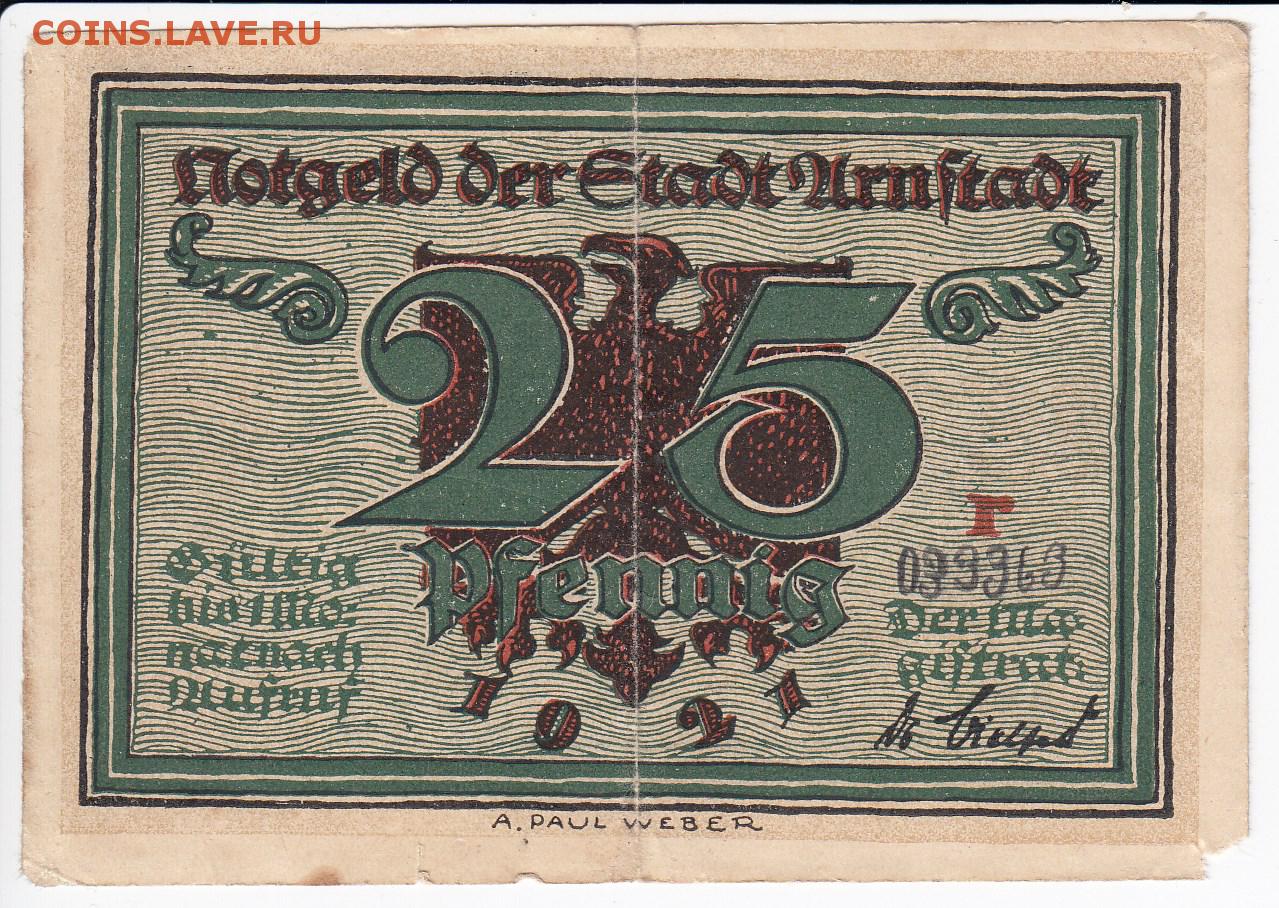 COINS.LAVE.RU
Notgeld der Stadt Arnstadt
25
Pfennig
Gültig
bis 1 Mo-
nat nach
Aufruf
r
Der Ma-
gistrat:
Dr
1921
A. PAUL WEBER